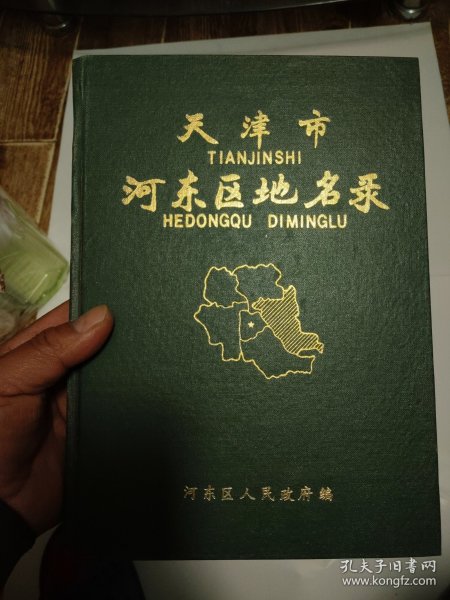 天津市
TIANJINSHI
河东区地名录
HEDONGQU DIMINGLU
河东区人民政府编
孔夫子旧书网
www.kongfz.com